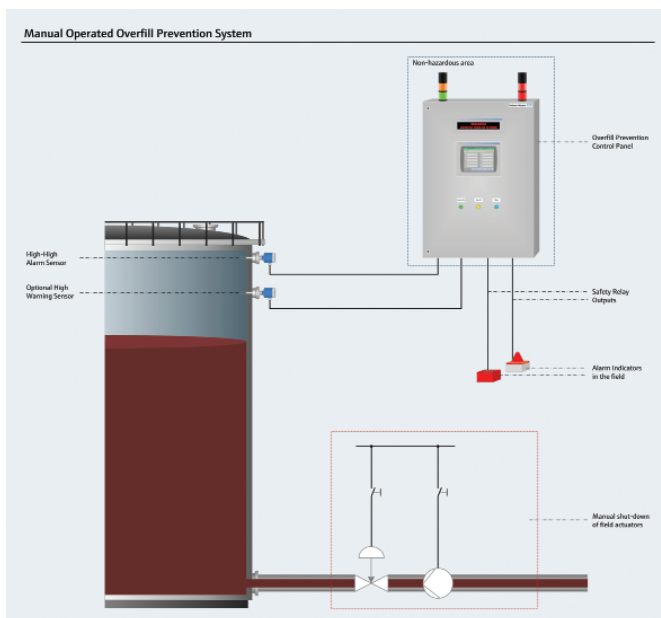 Manual Operated Overfill Prevention System
Non-hazardous area
Overfill Prevention
Control Panel
High-High
Alarm Sensor
Optional High
Warning Sensor
Safety Relay
Outputs
Alarm Indicators
in the field
Manual shut-down
of field actuators